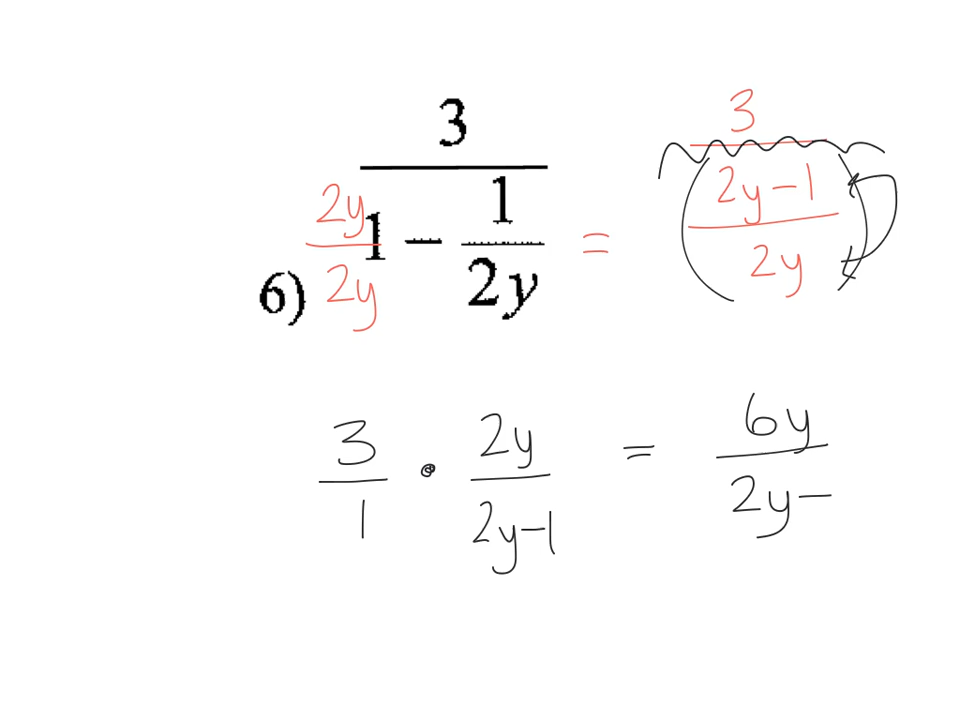 3
2y 1 - 1
2y 2y
6)
= 3
2y-1
2y
3 · 2y = 6y
1 2y-1 2y-